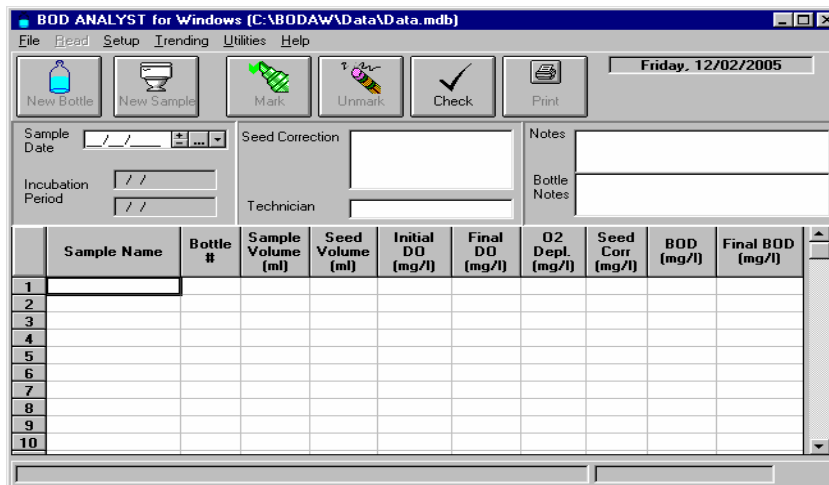 BOD ANALYST for Windows (C:\BODAW\Data\Data.mdb)
File Read Setup Trending Utilities Help
New Bottle New Sample Mark Unmark Check Print Friday, 12/02/2005
Sample Date _/_/___ ... Seed Correction Notes
Incubation Period / / Bottle Notes
/ / Technician
Sample Name Bottle # Sample Volume (ml) Seed Volume (ml) Initial DO (mg/l) Final DO (mg/l) O2 Depl. (mg/l) Seed Corr (mg/l) BOD (mg/l) Final BOD (mg/l)
1
2
3
4
5
6
7
8
9
10